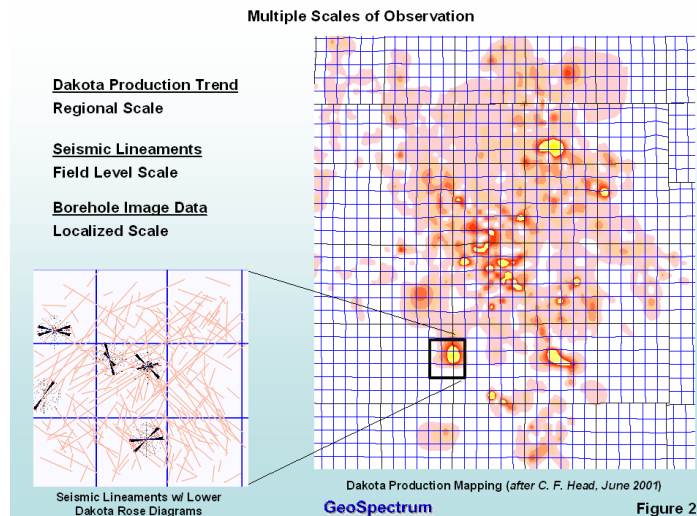 Multiple Scales of Observation
Dakota Production Trend
Regional Scale
Seismic Lineaments
Field Level Scale
Borehole Image Data
Localized Scale
Seismic Lineaments w/ Lower
Dakota Rose Diagrams
Dakota Production Mapping (after C. F. Head, June 2001)
GeoSpectrum
Figure 2